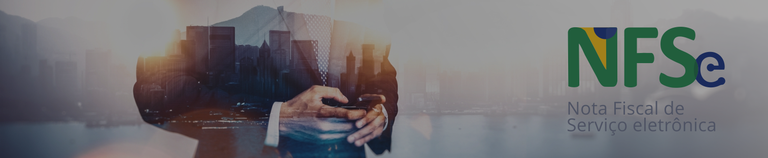 NFSe
Nota Fiscal de
Serviço eletrônica